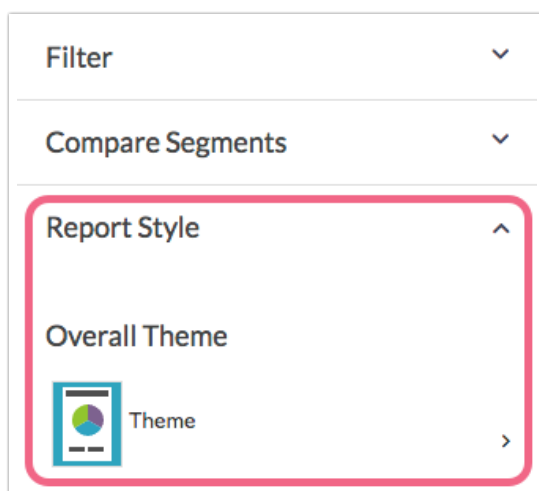 Filter
Compare Segments
Report Style
Overall Theme
Theme